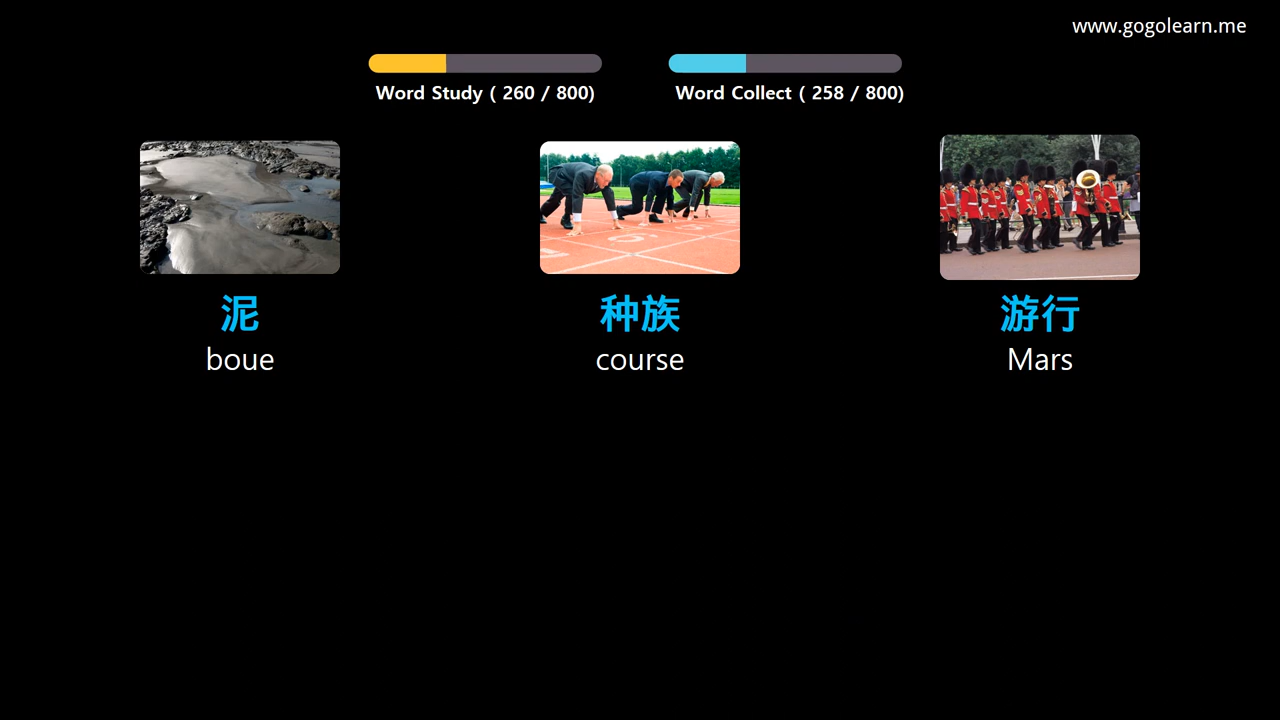 www.gogolearn.me
Word Study ( 260 / 800)
Word Collect ( 258 / 800)
泥
boue
种族
course
游行
Mars